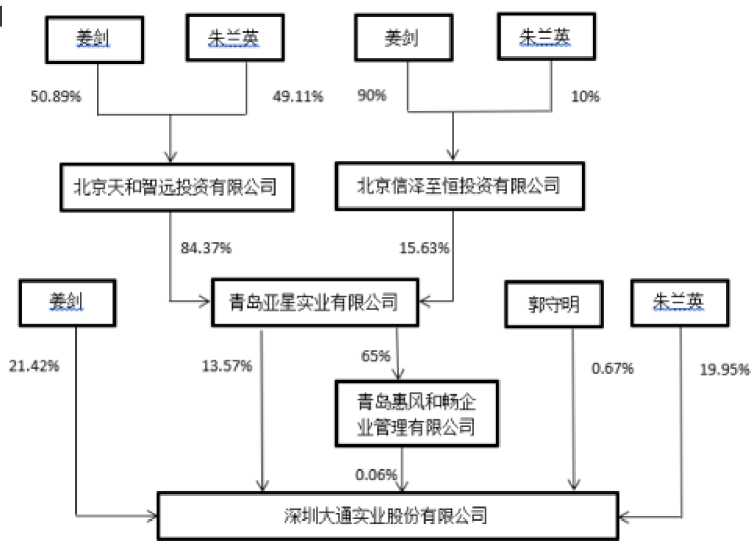 姜剑
朱兰英
姜剑
朱兰英
50.89%
49.11%
90%
10%
北京天和智远投资有限公司
北京信泽至恒投资有限公司
84.37%
15.63%
姜剑
青岛亚星实业有限公司
郭守明
朱兰英
21.42%
13.57%
65%
0.67%
19.95%
青岛惠风和畅企
业管理有限公司
0.06%
深圳大通实业股份有限公司